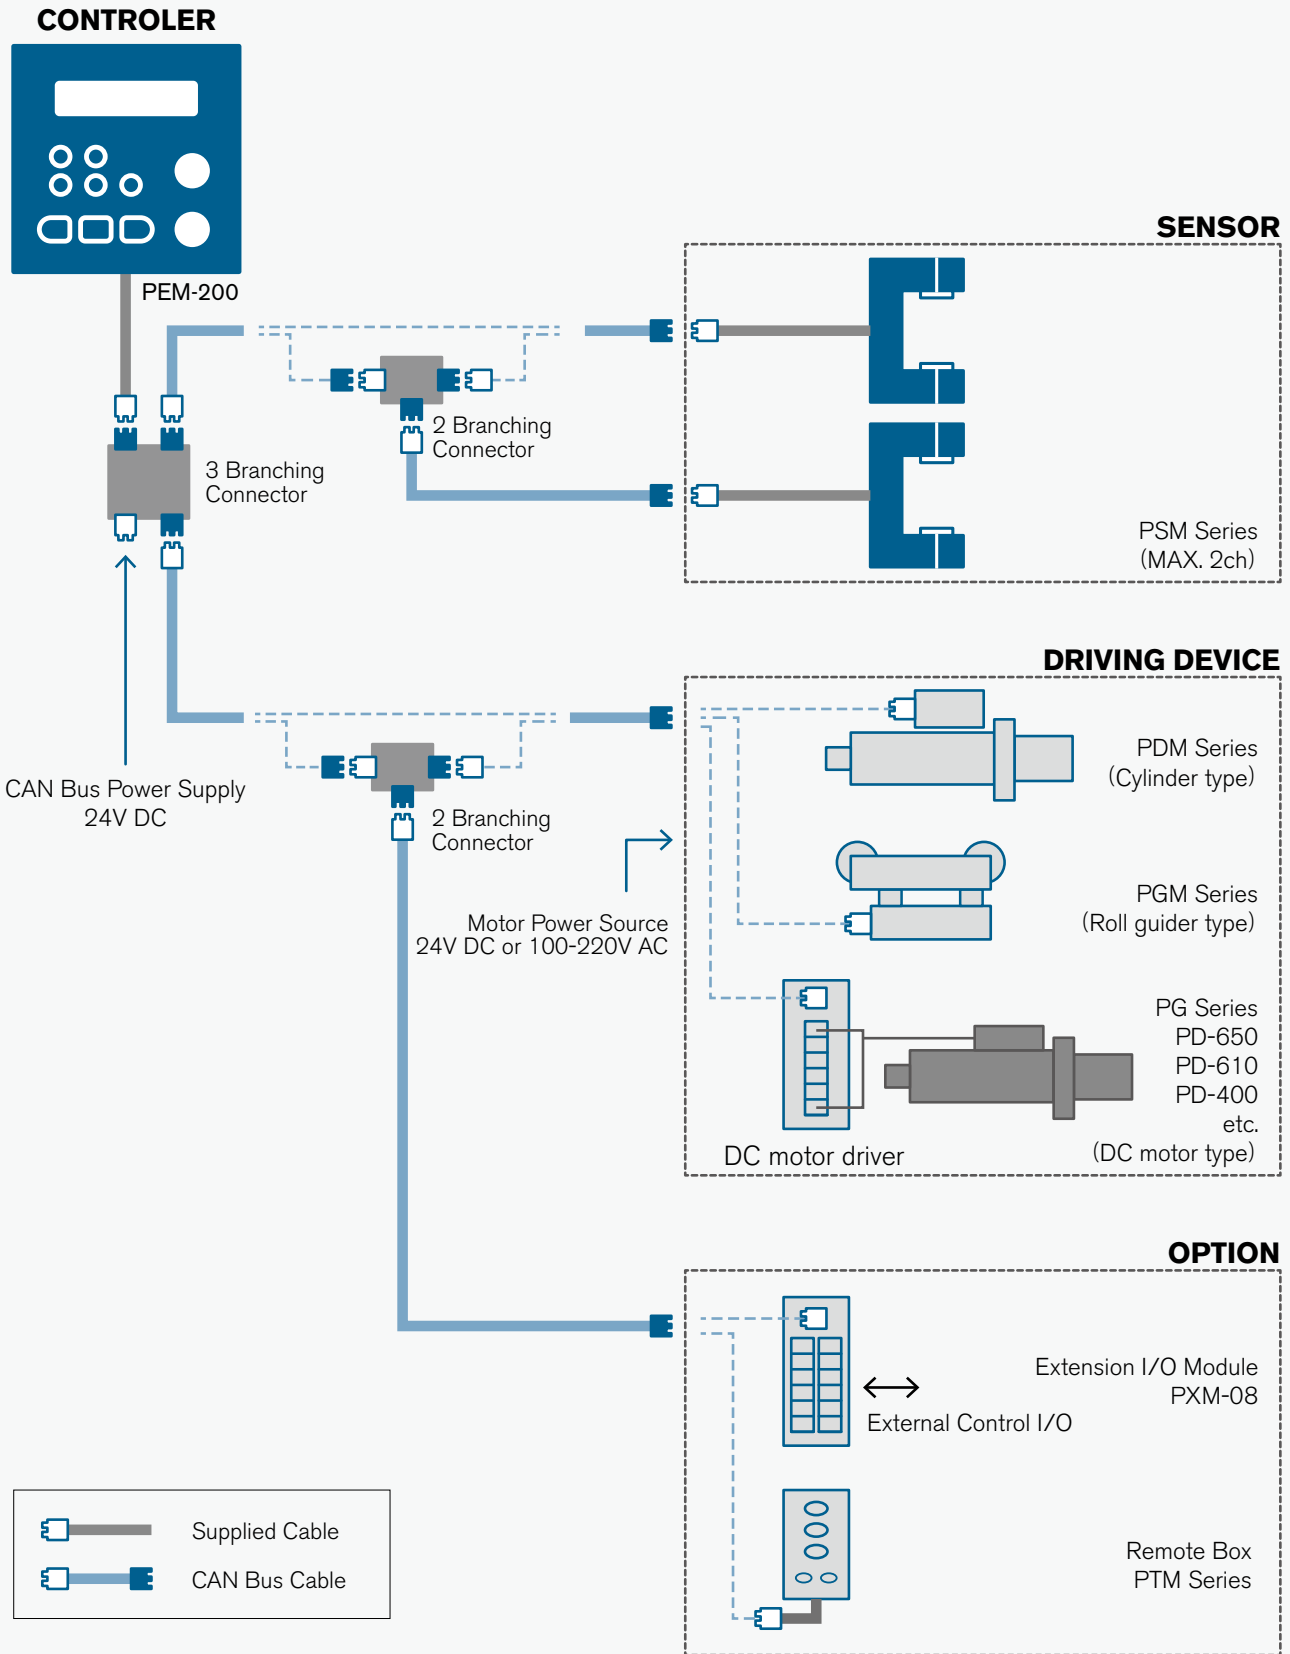 CONTROLER
PEM-200
SENSOR
2 Branching
Connector
3 Branching
Connector
PSM Series
(MAX. 2ch)
DRIVING DEVICE
PDM Series
(Cylinder type)
CAN Bus Power Supply
24V DC
2 Branching
Connector
PGM Series
(Roll guider type)
Motor Power Source
24V DC or 100-220V AC
PG Series
PD-650
PD-610
PD-400
etc.
(DC motor type)
DC motor driver
OPTION
Extension I/O Module
PXM-08
External Control I/O
Supplied Cable
CAN Bus Cable
Remote Box
PTM Series